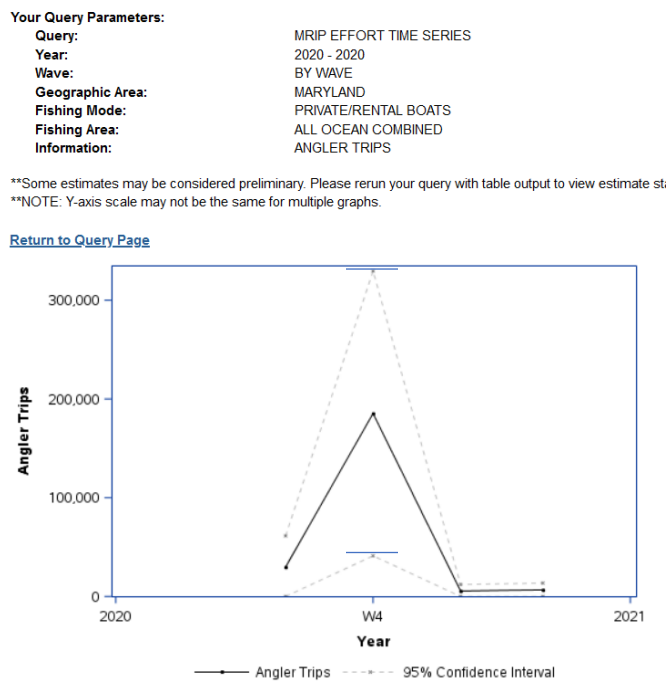 Your Query Parameters:
Query: MRIP EFFORT TIME SERIES
Year: 2020 - 2020
Wave: BY WAVE
Geographic Area: MARYLAND
Fishing Mode: PRIVATE/RENTAL BOATS
Fishing Area: ALL OCEAN COMBINED
Information: ANGLER TRIPS
**Some estimates may be considered preliminary. Please rerun your query with table output to view estimate sta
**NOTE: Y-axis scale may not be the same for multiple graphs.
Return to Query Page
300,000
200,000
100,000
0
Angler Trips
2020 W4 2021
Year
Angler Trips 95% Confidence Interval